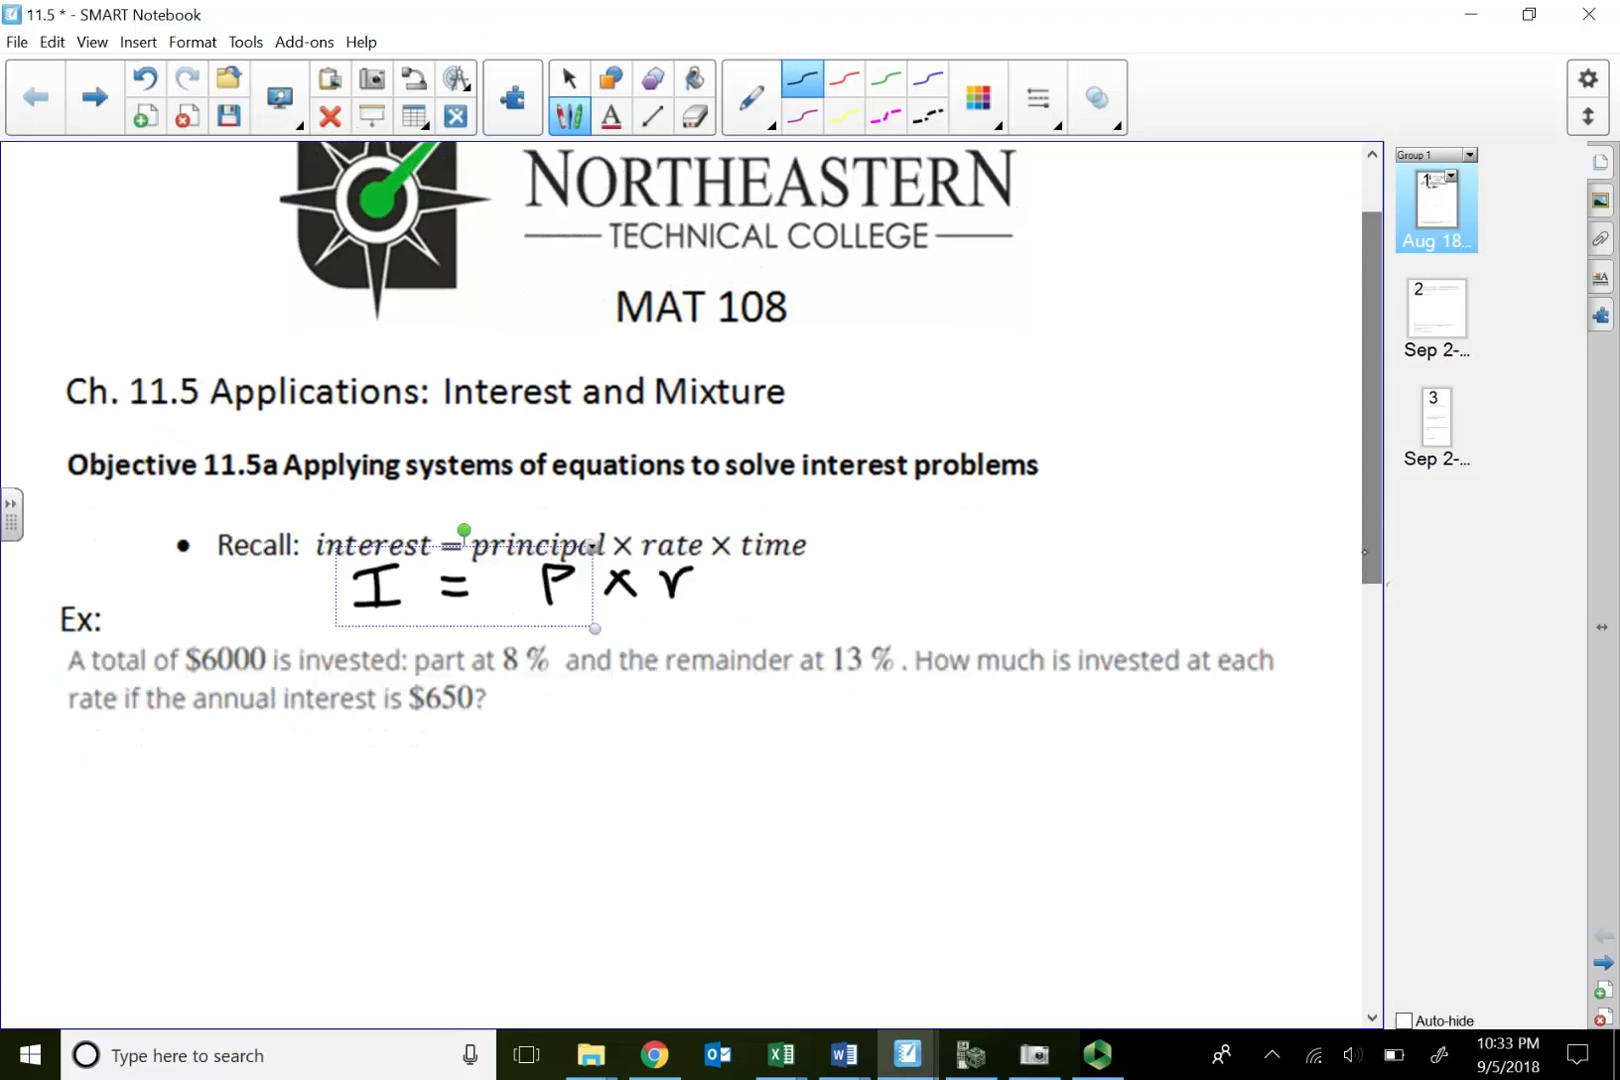 11.5 * - SMART Notebook
File Edit View Insert Format Tools Add-ons Help
NORTHEASTERN
TECHNICAL COLLEGE
MAT 108
Ch. 11.5 Applications: Interest and Mixture
Objective 11.5a Applying systems of equations to solve interest problems
• Recall: interest = principal × rate × time
I = P × r
Ex:
A total of $6000 is invested: part at 8 % and the remainder at 13 % . How much is invested at each
rate if the annual interest is $650?
Group 1
1
Aug 18...
2
Sep 2-...
3
Sep 2-...
Auto-hide
Type here to search
10:33 PM
9/5/2018